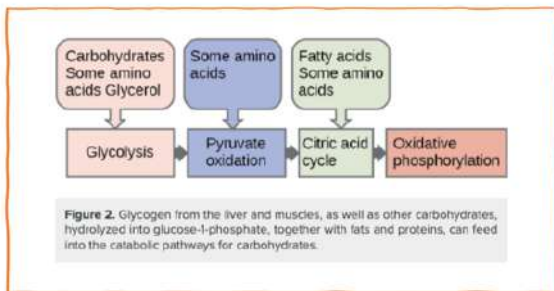 Carbohydrates
Some amino
acids Glycerol
Some amino
acids
Fatty acids
Some amino
acids
Glycolysis
Pyruvate
oxidation
Citric acid
cycle
Oxidative
phosphorylation
Figure 2. Glycogen from the liver and muscles, as well as other carbohydrates,
hydrolyzed into glucose-1-phosphate, together with fats and proteins, can feed
into the catabolic pathways for carbohydrates.